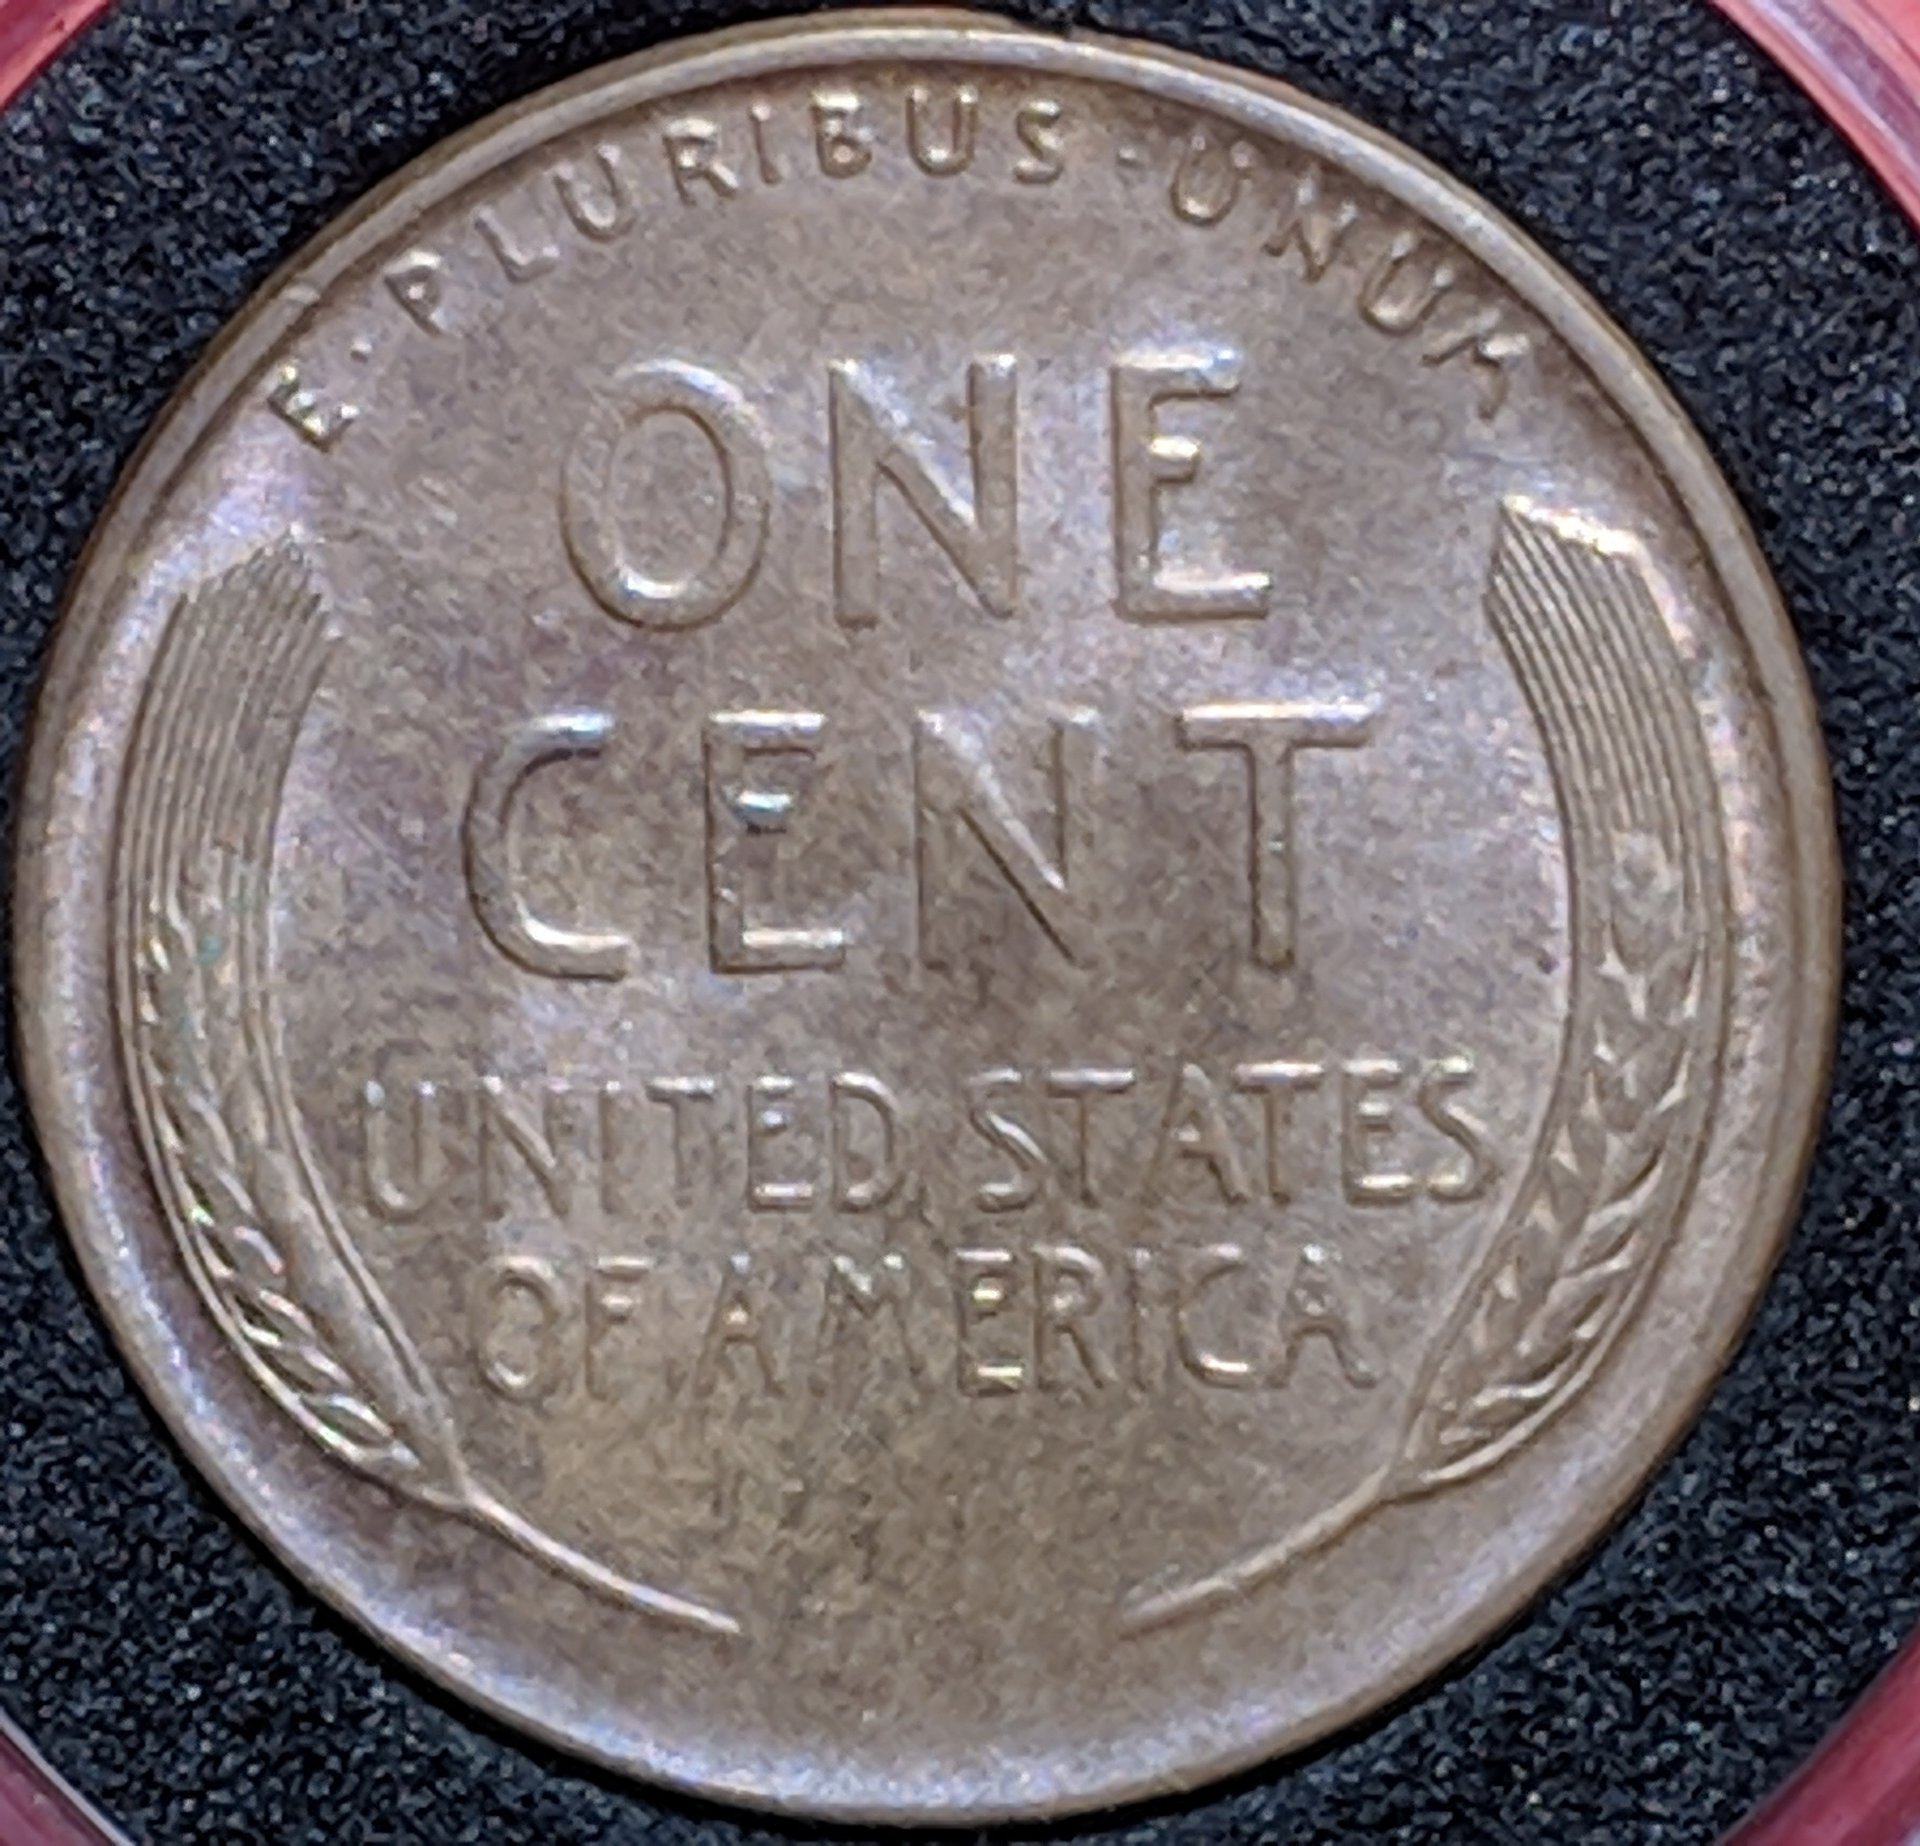 E·PLURIBUS·UNUM
ONE
CENT
UNITED STATES
OF AMERICA